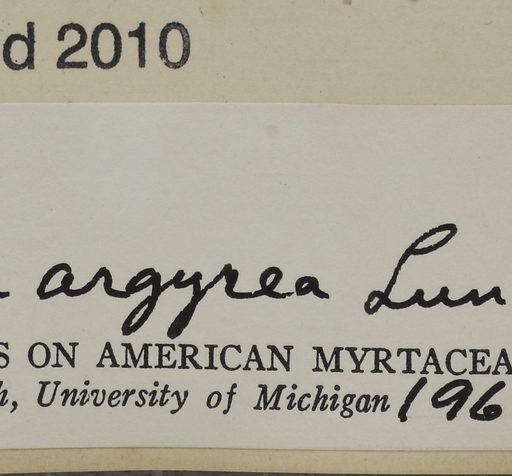 d 2010
argyrea Lun
S ON AMERICAN MYRTACEA
h, University of Michigan 196